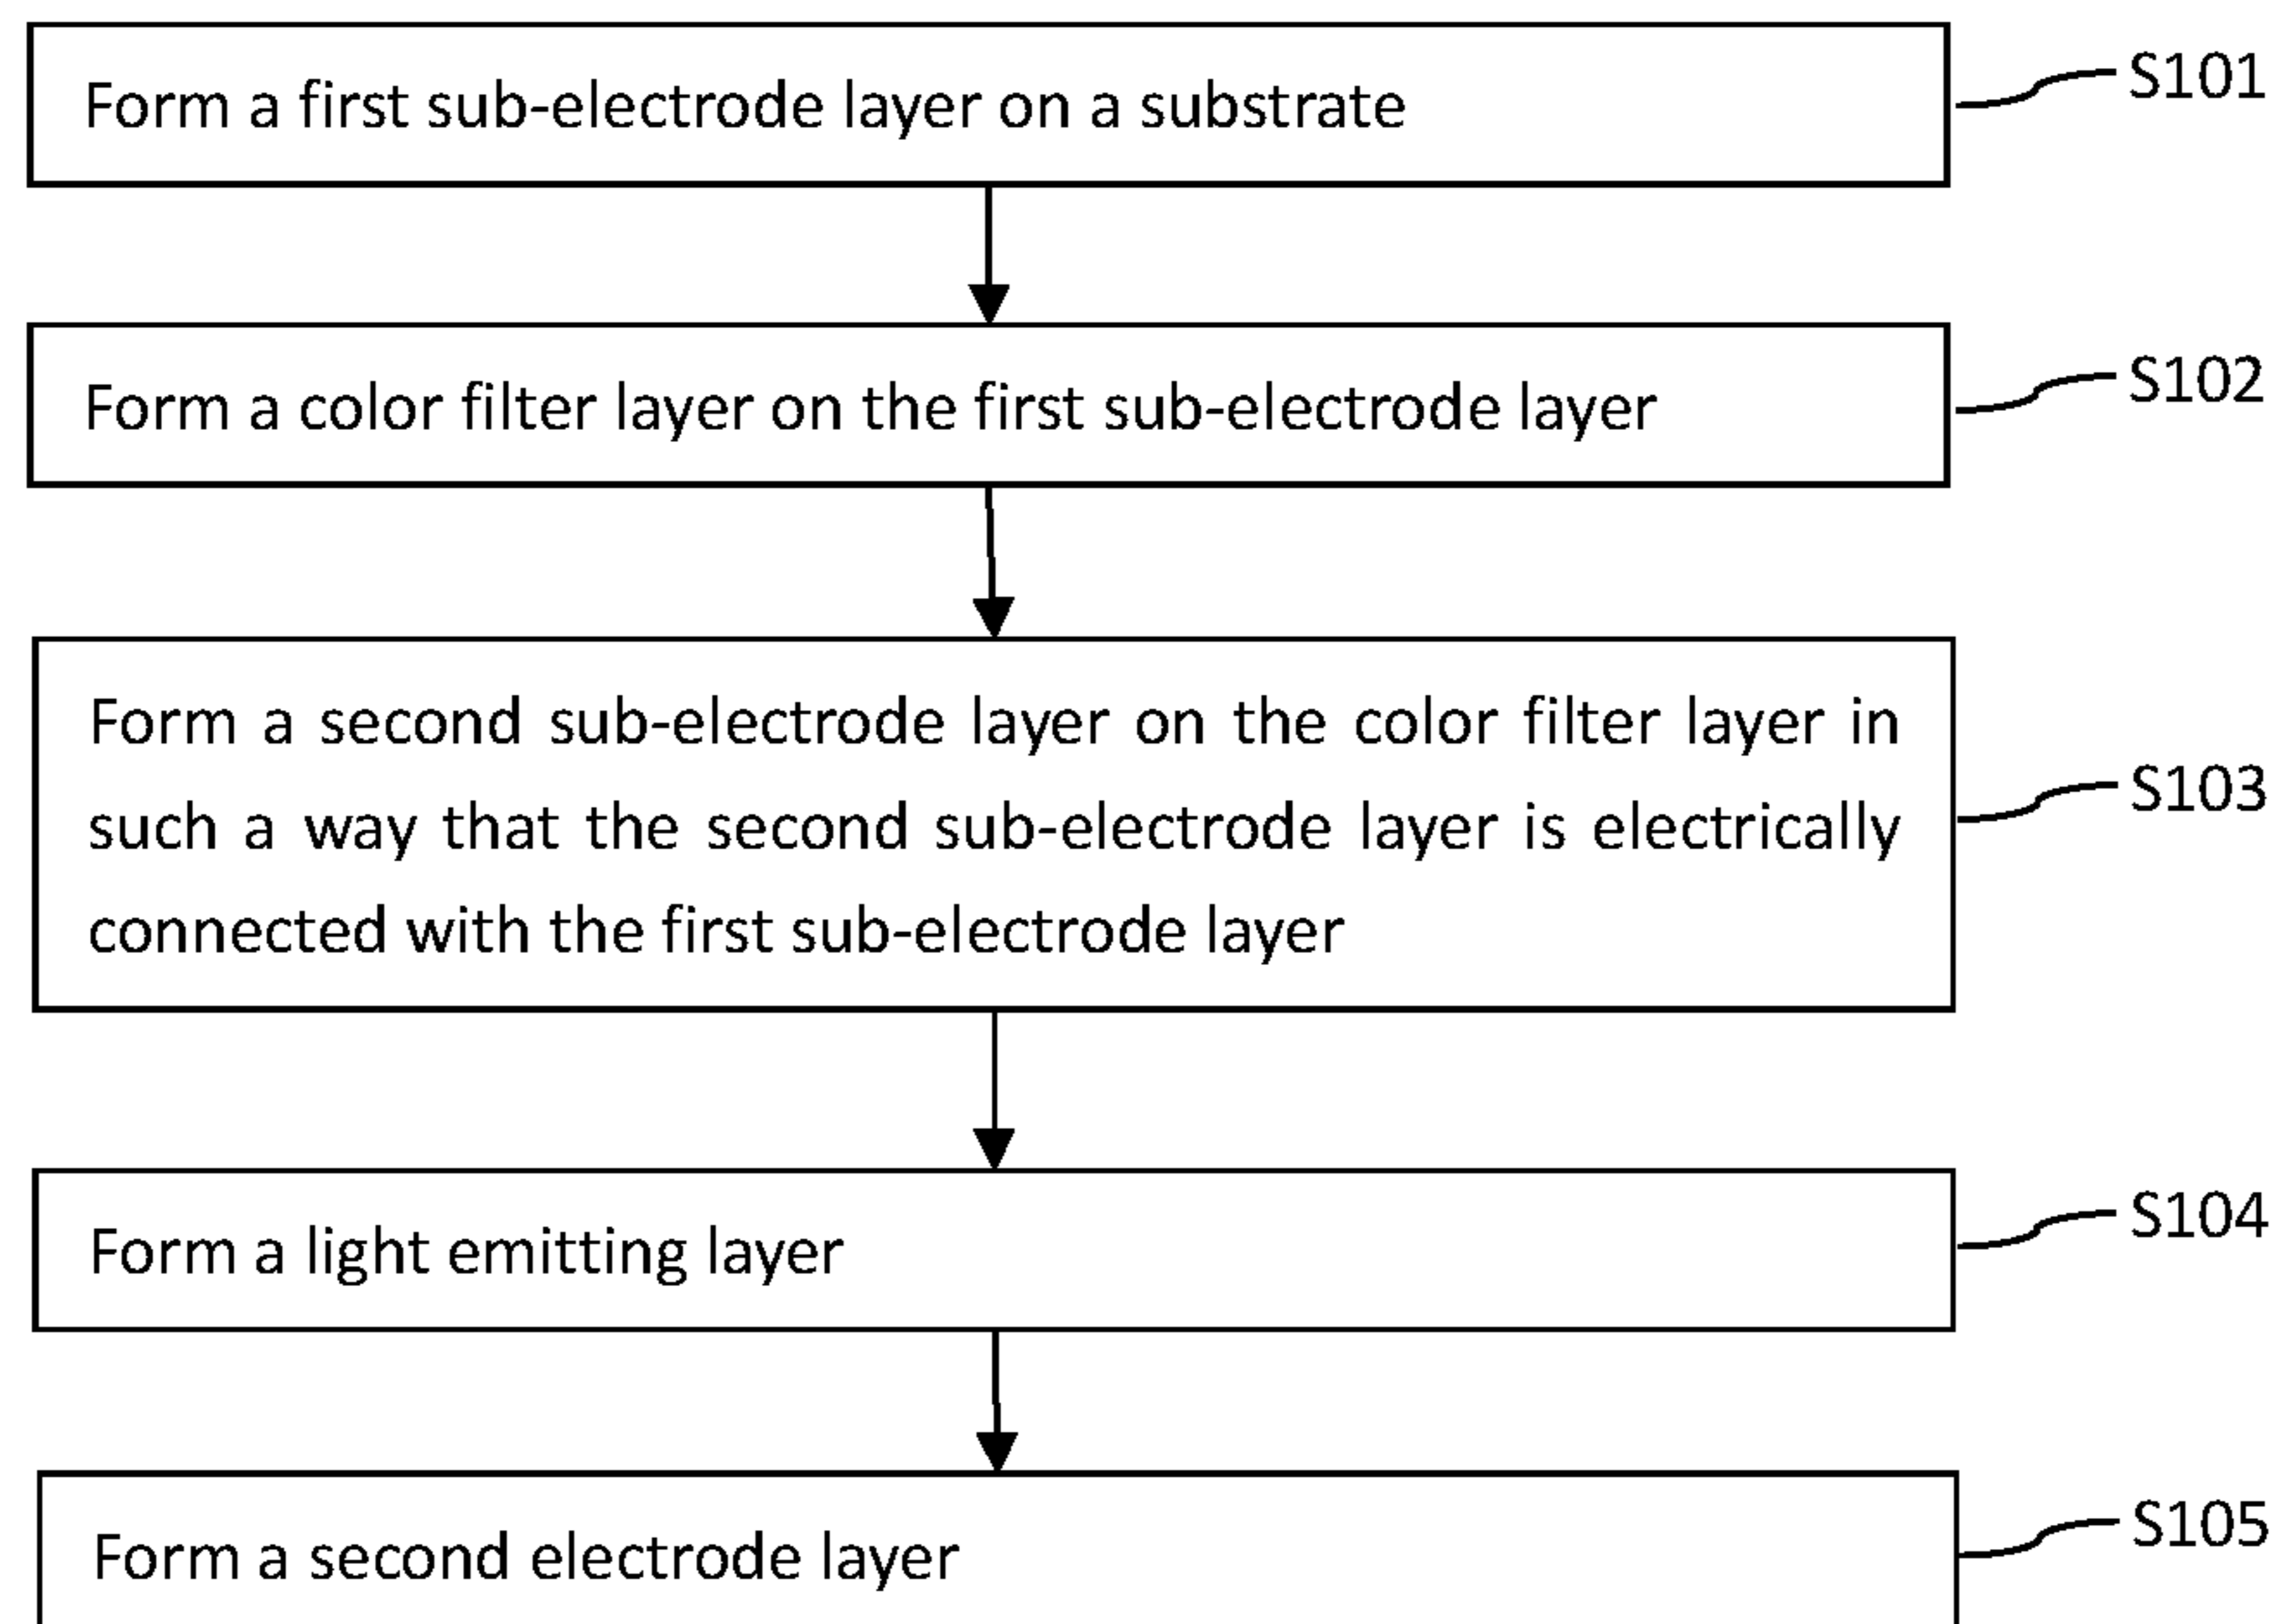 Form a first sub-electrode layer on a substrate
S101
Form a color filter layer on the first sub-electrode layer
S102
Form a second sub-electrode layer on the color filter layer in
such a way that the second sub-electrode layer is electrically
connected with the first sub-electrode layer
S103
Form a light emitting layer
S104
Form a second electrode layer
S105